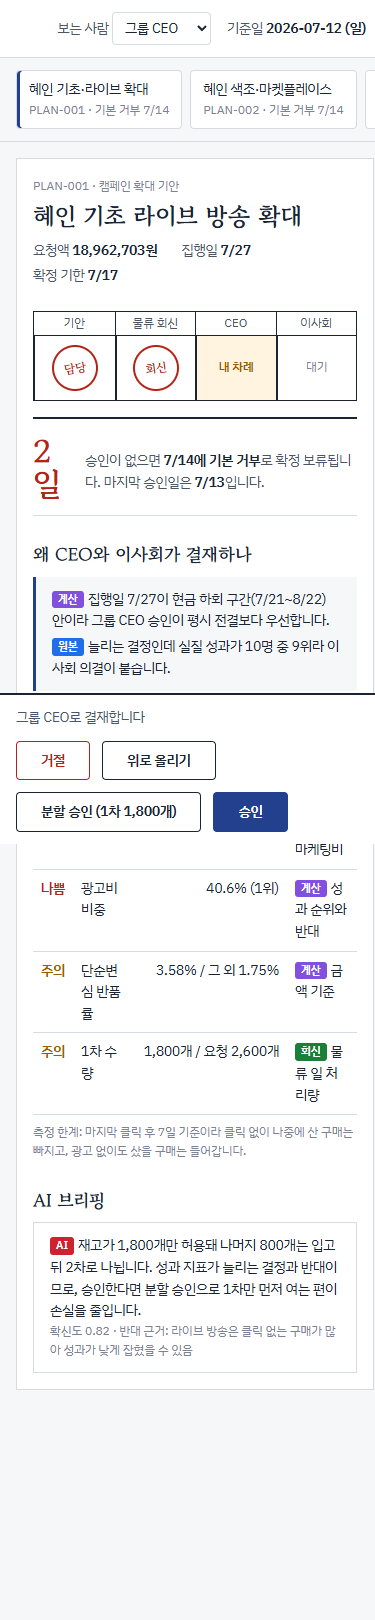 보는 사람 그룹 CEO 기준일 2026-07-12 (일)
혜인 기초·라이브 확대
PLAN-001 · 기본 거부 7/14
혜인 색조·마켓플레이스
PLAN-002 · 기본 거부 7/14
PLAN-001 · 캠페인 확대 기안
혜인 기초 라이브 방송 확대
요청액 18,962,703원 집행일 7/27
확정 기한 7/17
기안 물류 회신 CEO 이사회
담당 회신 내 차례 대기
2
일
승인이 없으면 7/14에 기본 거부로 확정 보류됩니
다. 마지막 승인일은 7/13입니다.
왜 CEO와 이사회가 결재하나
계산 집행일 7/27이 현금 하회 구간(7/21~8/22)
안이라 그룹 CEO 승인이 평시 전결보다 우선합니다.
원본 늘리는 결정인데 실질 성과가 10명 중 9위라 이
사회 의결이 붙습니다.
그룹 CEO로 결재합니다
거절 위로 올리기
분할 승인 (1차 1,800개) 승인
마케팅비
나쁨 광고비 40.6% (1위) 계산 성
비중 과 순위와
반대
주의 단순변 3.58% / 그 외 1.75% 계산 금
심 반품 액 기준
률
주의 1차 수 1,800개 / 요청 2,600개 회신 물
량 류 일 처
리량
측정 한계: 마지막 클릭 후 7일 기준이라 클릭 없이 나중에 산 구매는
빠지고, 광고 없이도 샀을 구매는 들어갑니다.
AI 브리핑
AI 재고가 1,800개만 허용돼 나머지 800개는 입고
뒤 2차로 나뉩니다. 성과 지표가 늘리는 결정과 반대이
므로, 승인한다면 분할 승인으로 1차만 먼저 여는 편이
손실을 줄입니다.
확신도 0.82 · 반대 근거: 라이브 방송은 클릭 없는 구매가 많
아 성과가 낮게 잡혔을 수 있음